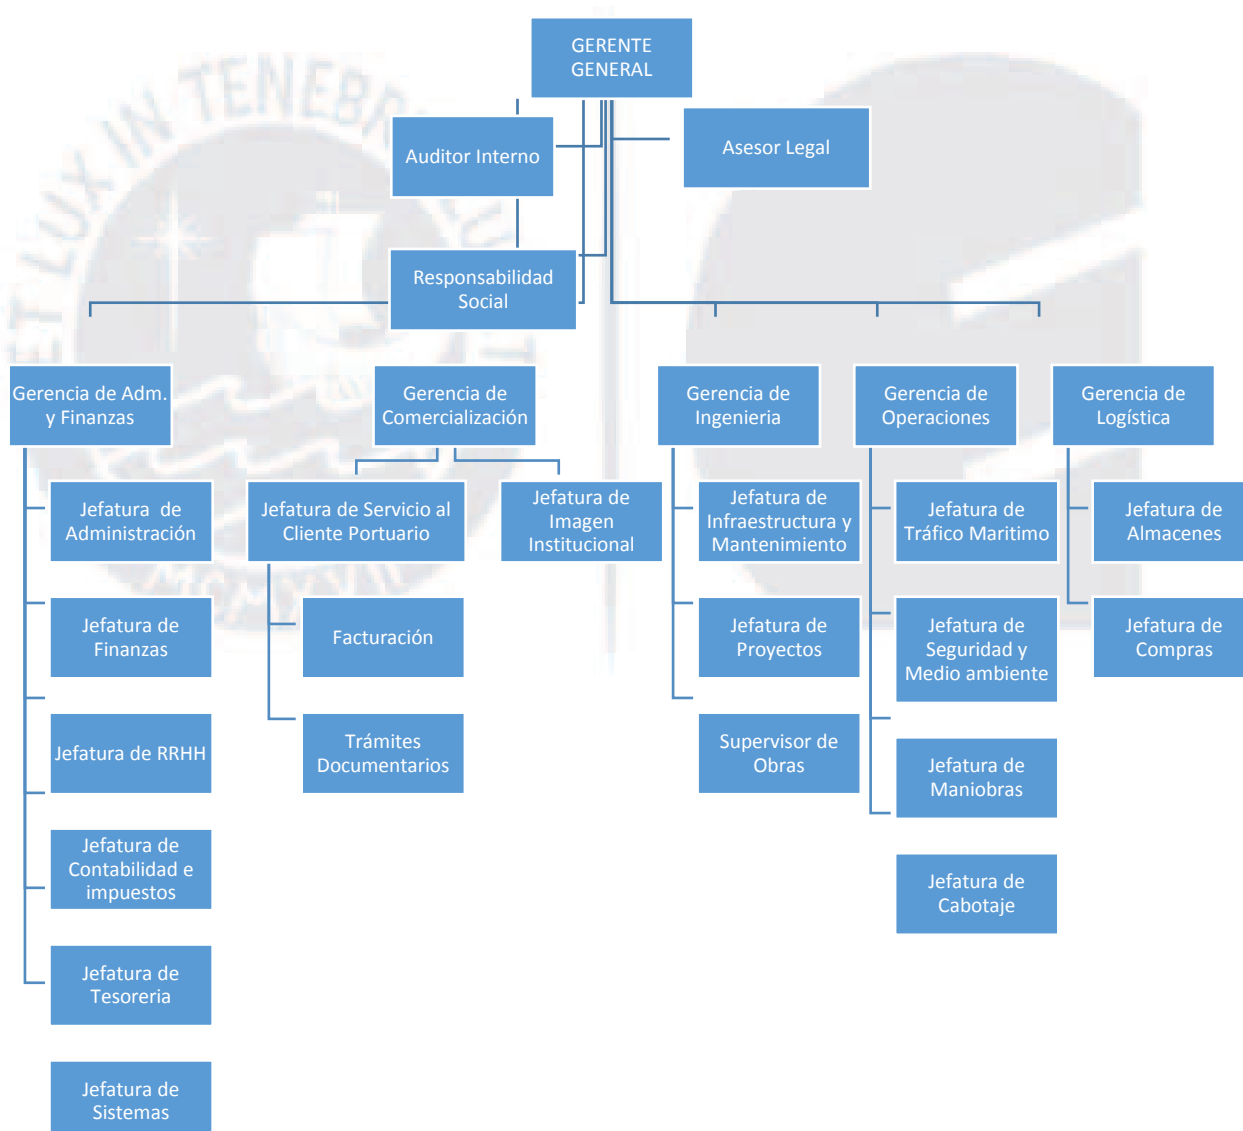 GERENTE
GENERAL
Auditor Interno
Asesor Legal
Responsabilidad
Social
Gerencia de Adm.
y Finanzas
Gerencia de
Comercialización
Gerencia de
Ingenieria
Gerencia de
Operaciones
Gerencia de
Logística
Jefatura de
Administración
Jefatura de Servicio al
Cliente Portuario
Jefatura de
Imagen
Institucional
Jefatura de
Infraestructura y
Mantenimiento
Jefatura de
Tráfico Maritimo
Jefatura de
Almacenes
Jefatura de
Finanzas
Facturación
Jefatura de
Proyectos
Jefatura de
Seguridad y
Medio ambiente
Jefatura de
Compras
Jefatura de RRHH
Trámites
Documentarios
Supervisor de
Obras
Jefatura de
Maniobras
Jefatura de
Contabilidad e
impuestos
Jefatura de
Cabotaje
Jefatura de
Tesoreria
Jefatura de
Sistemas
ET LUX IN TENEBR